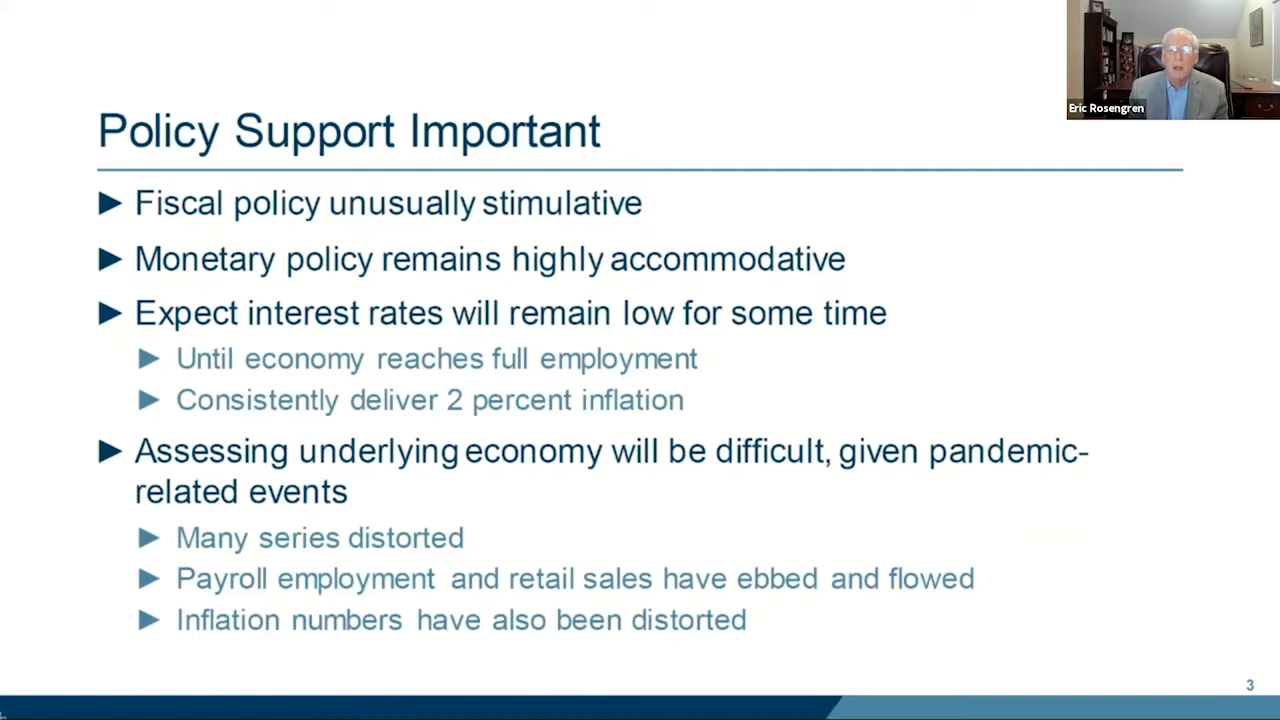 Eric Rosengren
Policy Support Important
► Fiscal policy unusually stimulative
► Monetary policy remains highly accommodative
► Expect interest rates will remain low for some time
► Until economy reaches full employment
► Consistently deliver 2 percent inflation
► Assessing underlying economy will be difficult, given pandemic-
related events
► Many series distorted
► Payroll employment and retail sales have ebbed and flowed
► Inflation numbers have also been distorted
3